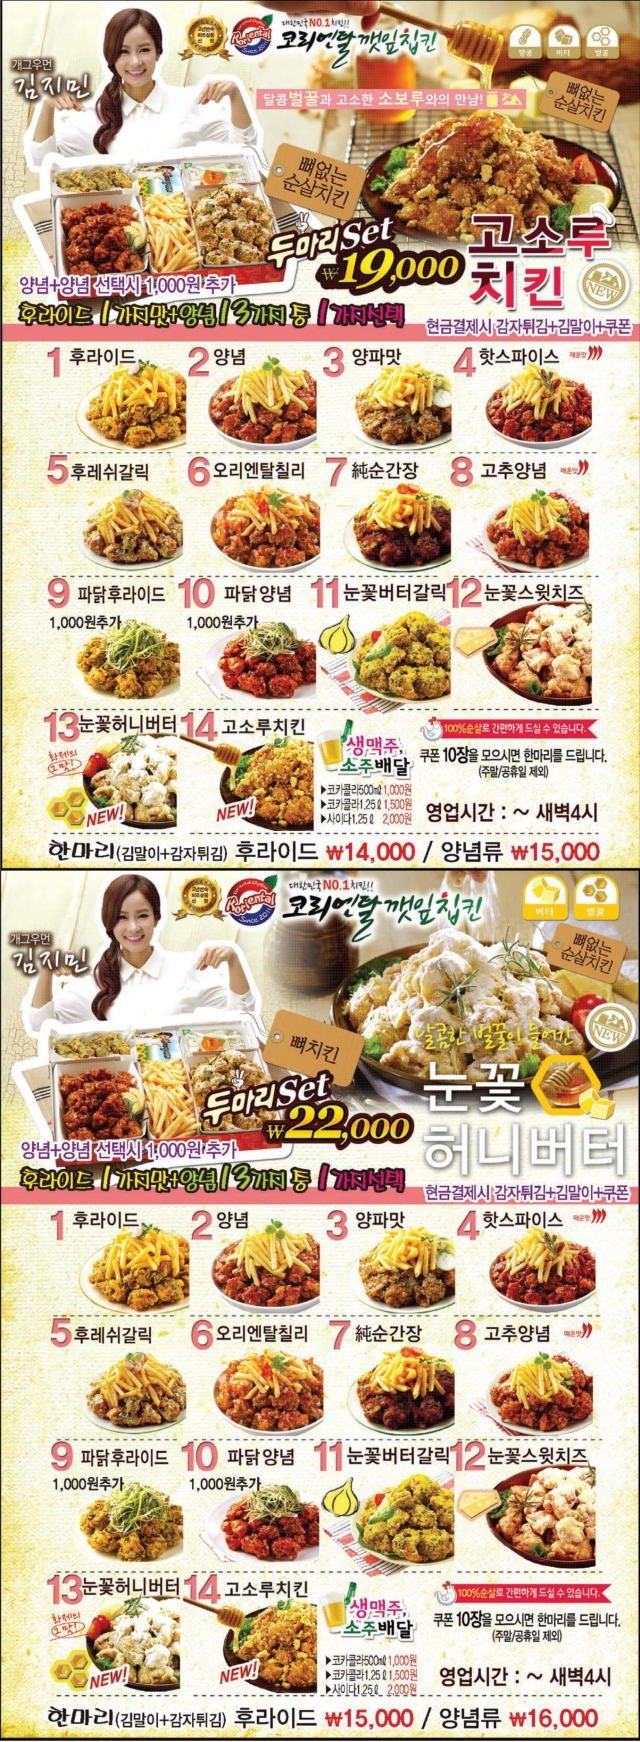 개그우먼
김지민
대한민국 NO.1 치킨!!
Koriental
Since 2011
코리엔탈 깻잎치킨
땅콩
버터
벌꿀
달콤벌꿀과 고소한 소보루와의 만남!
뼈없는
순살치킨
뼈없는
순살치킨
두마리Set
₩19,000
고소루
치킨
NEW
양념+양념 선택시 1,000원 추가
후라이드 1가지맛+양념 13가지 중 1가지선택
현금결제시 감자튀김+김말이+쿠폰
1 후라이드
2 양념
3 양파맛
4 핫스파이스 매운맛
5 후레쉬갈릭
6 오리엔탈칠리
7 純순간장
8 고추양념 매운맛
9 파닭후라이드
1,000원추가
10 파닭양념
1,000원추가
11 눈꽃버터갈릭
12 눈꽃스윗치즈
13 눈꽃허니버터
화제의
그맛!
NEW!
14 고소루치킨
NEW!
생맥주,
소주배달
▶코카콜라500㎖ 1,000원
▶코카콜라1.25ℓ 1,500원
▶사이다1.25ℓ 2,000원
100%순살로 간편하게 드실 수 있습니다.
쿠폰 10장을 모으시면 한마리를 드립니다.
(주말/공휴일 제외)
영업시간 : ~ 새벽4시
한마리(김말이+감자튀김) 후라이드 ₩14,000 / 양념류 ₩15,000
개그우먼
김지민
대한민국 NO.1 치킨!!
Koriental
Since 2011
코리엔탈 깻잎치킨
버터
벌꿀
뼈없는
순살치킨
뼈치킨
두마리Set
₩22,000
달콤한 벌꿀이 들어간
눈꽃
허니버터
NEW
양념+양념 선택시 1,000원 추가
후라이드 1가지맛+양념 13가지 중 1가지선택
현금결제시 감자튀김+김말이+쿠폰
1 후라이드
2 양념
3 양파맛
4 핫스파이스 매운맛
5 후레쉬갈릭
6 오리엔탈칠리
7 純순간장
8 고추양념 매운맛
9 파닭후라이드
1,000원추가
10 파닭양념
1,000원추가
11 눈꽃버터갈릭
12 눈꽃스윗치즈
13 눈꽃허니버터
화제의
그맛!
NEW!
14 고소루치킨
NEW!
생맥주,
소주배달
▶코카콜라500㎖ 1,000원
▶코카콜라1.25ℓ 1,500원
▶사이다1.25ℓ 2,000원
100%순살로 간편하게 드실 수 있습니다.
쿠폰 10장을 모으시면 한마리를 드립니다.
(주말/공휴일 제외)
영업시간 : ~ 새벽4시
한마리(김말이+감자튀김) 후라이드 ₩15,000 / 양념류 ₩16,000